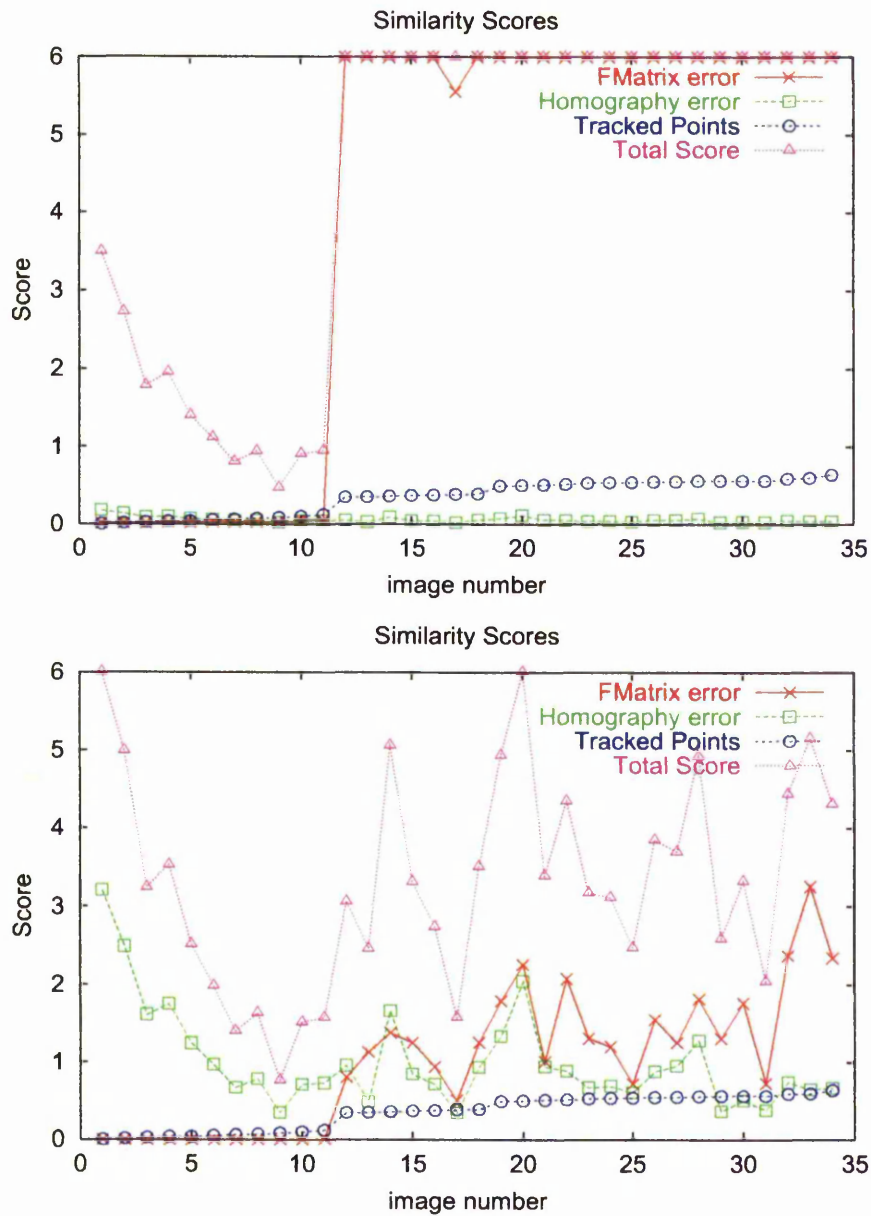 Similarity Scores
6
5
4
3
2
1
0
Score
FMatrix error
Homography error
Tracked Points
Total Score
0
5
10
15
20
25
30
35
image number
Similarity Scores
6
5
4
3
2
1
0
Score
FMatrix error
Homography error
Tracked Points
Total Score
0
5
10
15
20
25
30
35
image number